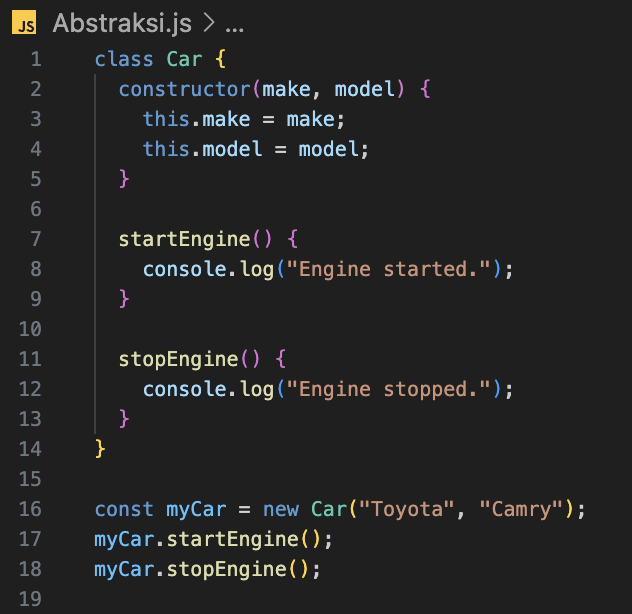 JS Abstraksi.js > ...
1 class Car {
2   constructor(make, model) {
3     this.make = make;
4     this.model = model;
5   }
6
7   startEngine() {
8     console.log("Engine started.");
9   }
10
11   stopEngine() {
12     console.log("Engine stopped.");
13   }
14 }
15
16 const myCar = new Car("Toyota", "Camry");
17 myCar.startEngine();
18 myCar.stopEngine();
19